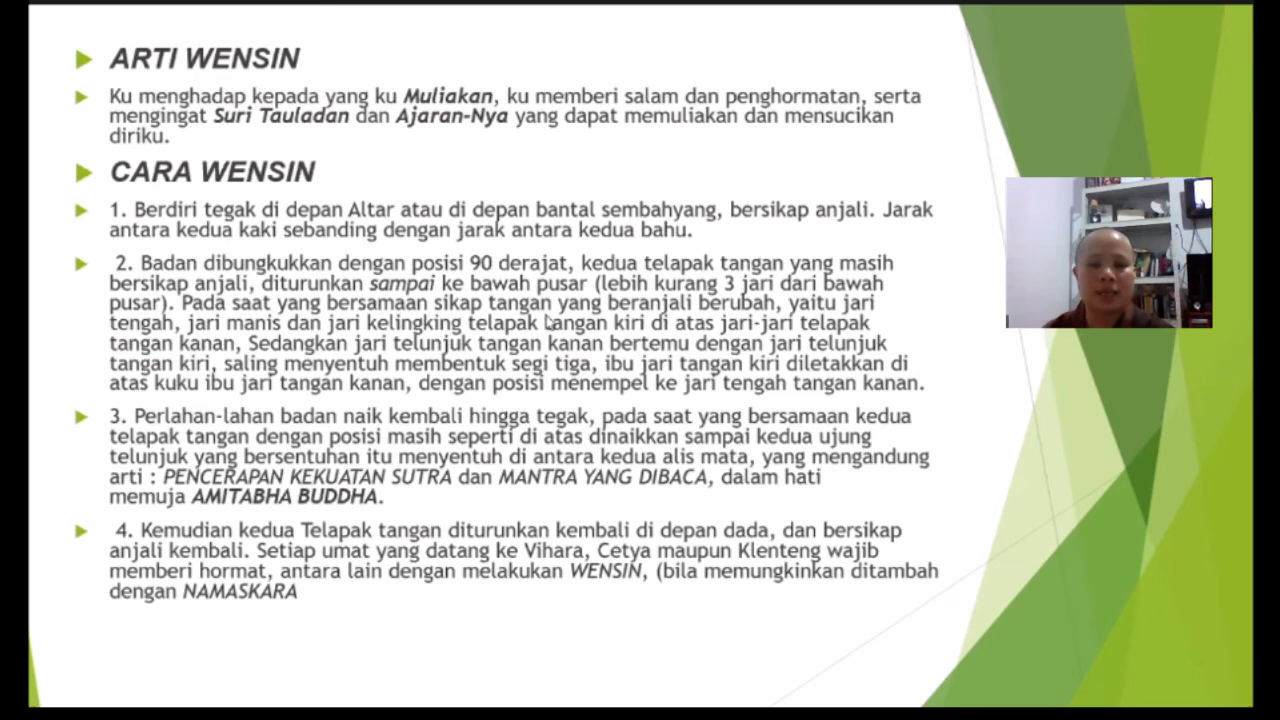 ARTI WENSIN
Ku menghadap kepada yang ku Muliakan, ku memberi salam dan penghormatan, serta
mengingat Suri Tauladan dan Ajaran-Nya yang dapat memuliakan dan mensucikan
diriku.
CARA WENSIN
1. Berdiri tegak di depan Altar atau di depan bantal sembahyang, bersikap anjali. Jarak
antara kedua kaki sebanding dengan jarak antara kedua bahu.
2. Badan dibungkukkan dengan posisi 90 derajat, kedua telapak tangan yang masih
bersikap anjali, diturunkan sampai ke bawah pusar (lebih kurang 3 jari dari bawah
pusar). Pada saat yang bersamaan sikap tangan yang beranjali berubah, yaitu jari
tengah, jari manis dan jari kelingking telapak tangan kiri di atas jari-jari telapak
tangan kanan, Sedangkan jari telunjuk tangan kanan bertemu dengan jari telunjuk
tangan kiri, saling menyentuh membentuk segi tiga, ibu jari tangan kiri diletakkan di
atas kuku ibu jari tangan kanan, dengan posisi menempel ke jari tengah tangan kanan.
3. Perlahan-lahan badan naik kembali hingga tegak, pada saat yang bersamaan kedua
telapak tangan dengan posisi masih seperti di atas dinaikkan sampai kedua ujung
telunjuk yang bersentuhan itu menyentuh di antara kedua alis mata, yang mengandung
arti : PENCERAPAN KEKUATAN SUTRA dan MANTRA YANG DIBACA, dalam hati
memuja AMITABHA BUDDHA.
4. Kemudian kedua Telapak tangan diturunkan kembali di depan dada, dan bersikap
anjali kembali. Setiap umat yang datang ke Vihara, Cetya maupun Klenteng wajib
memberi hormat, antara lain dengan melakukan WENSIN, (bila memungkinkan ditambah
dengan NAMASKARA